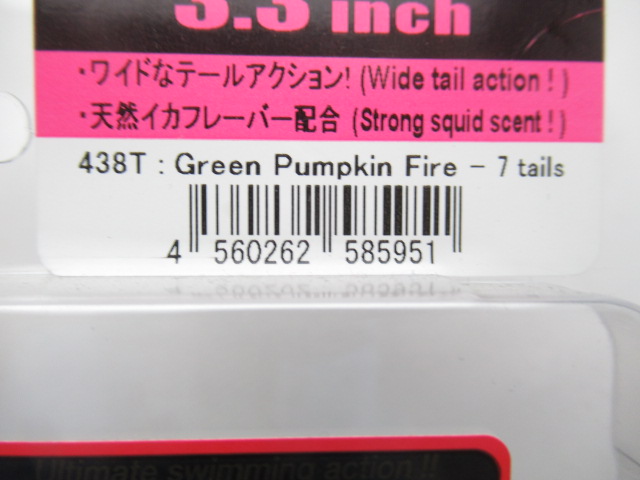 3.3 inch
・ワイドなテールアクション! (Wide tail action!)
・天然イカフレーバー配合 (Strong squid scent!)
438T : Green Pumpkin Fire - 7 tails
4 560262 585951
Ultimate swimming action!!